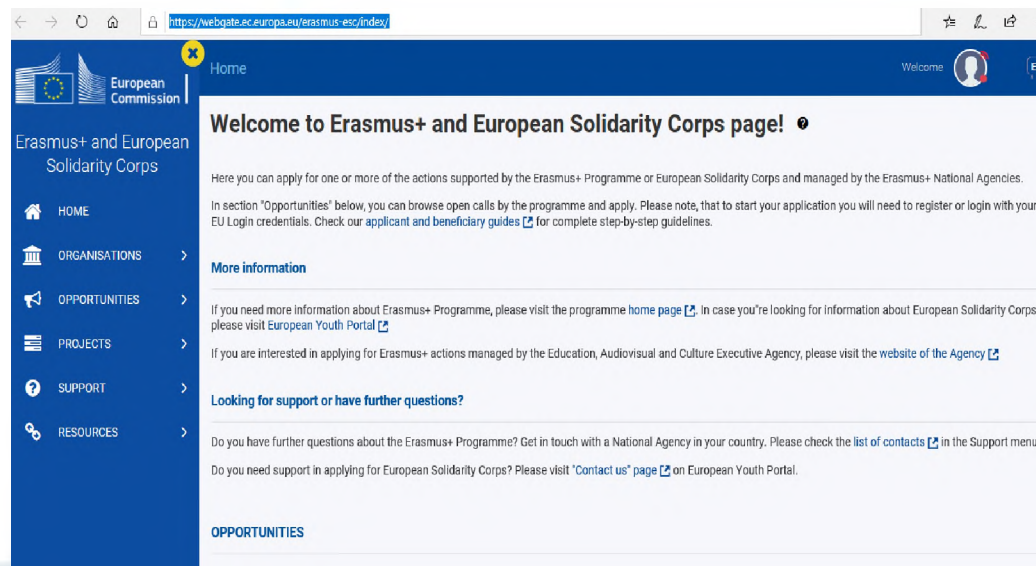 https://webgate.ec.europa.eu/erasmus-esc/index/
European
Commission
Erasmus+ and European
Solidarity Corps
HOME
ORGANISATIONS
OPPORTUNITIES
PROJECTS
SUPPORT
RESOURCES
Home
Welcome
Welcome to Erasmus+ and European Solidarity Corps page!
Here you can apply for one or more of the actions supported by the Erasmus+ Programme or European Solidarity Corps and managed by the Erasmus+ National Agencies.
In section "Opportunities" below, you can browse open calls by the programme and apply. Please note, that to start your application you will need to register or login with your
EU Login credentials. Check our applicant and beneficiary guides for complete step-by-step guidelines.
More information
If you need more information about Erasmus+ Programme, please visit the programme home page. In case you"re looking for information about European Solidarity Corps
please visit European Youth Portal
If you are interested in applying for Erasmus+ actions managed by the Education, Audiovisual and Culture Executive Agency, please visit the website of the Agency
Looking for support or have further questions?
Do you have further questions about the Erasmus+ Programme? Get in touch with a National Agency in your country. Please check the list of contacts in the Support menu
Do you need support in applying for European Solidarity Corps? Please visit "Contact us" page on European Youth Portal.
OPPORTUNITIES